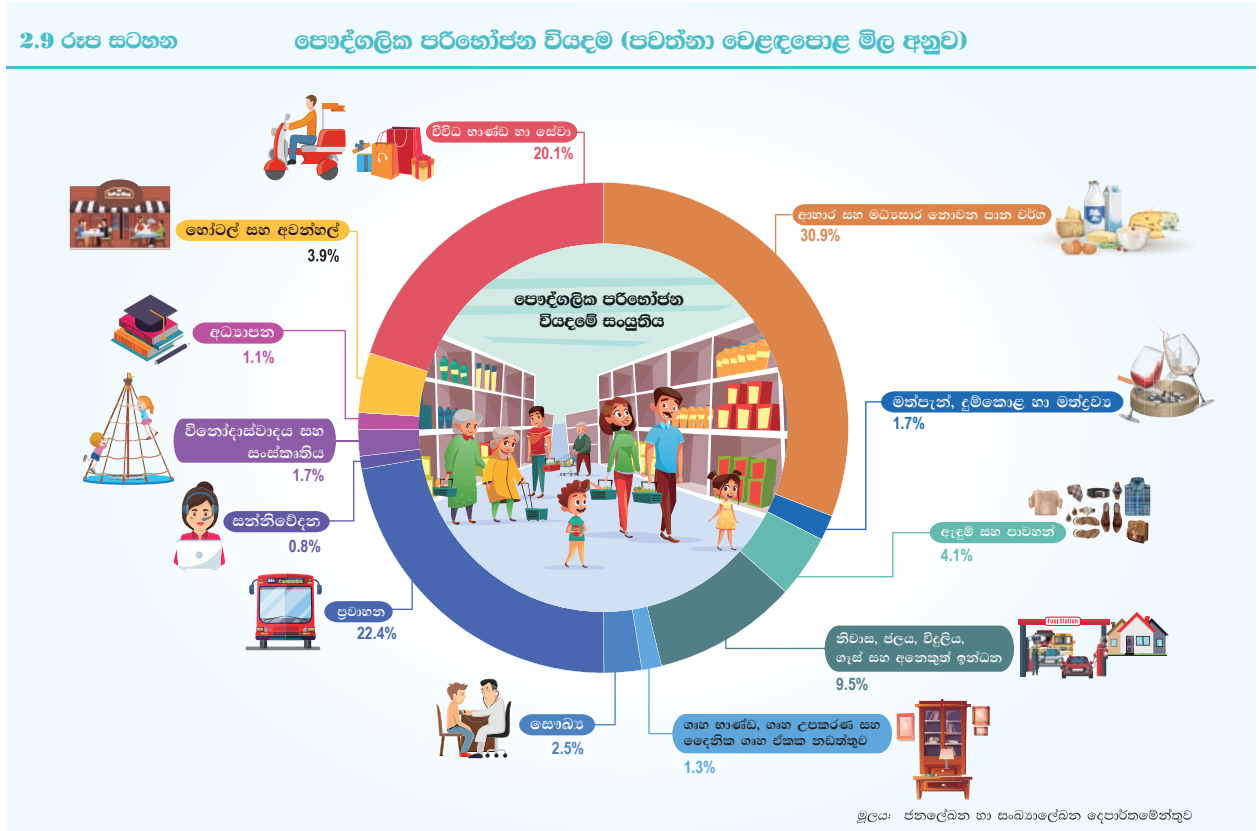 2.9 රූප සටහන
පෞද්ගලික පරිභෝජන වියදම (පවත්නා වෙළඳපොළ මිල අනුව)
විවිධ භාණ්ඩ හා සේවා
20.1%
ආහාර සහ මධ්‍යසාර නොවන පාන වර්ග
30.9%
හෝටල් සහ අවන්හල්
3.9%
පෞද්ගලික පරිභෝජන
වියදමේ සංයුතිය
අධ්‍යාපන
1.1%
මත්පැන්, දුම්කොළ හා මත්ද්‍රව්‍ය
1.7%
විනෝදාස්වාදය සහ
සංස්කෘතිය
1.7%
සන්නිවේදන
0.8%
ඇඳුම් සහ පාවහන්
4.1%
Colombo
ප්‍රවාහන
22.4%
Fuel Station
නිවාස, ජලය, විදුලිය,
ගෑස් සහ අනෙකුත් ඉන්ධන
9.5%
සෞඛ්‍ය
2.5%
ගෘහ භාණ්ඩ, ගෘහ උපකරණ සහ
දෛනික ගෘහ ඒකක නඩත්තුව
1.3%
මූලය: ජනලේඛන හා සංඛ්‍යාලේඛන දෙපාර්තමේන්තුව